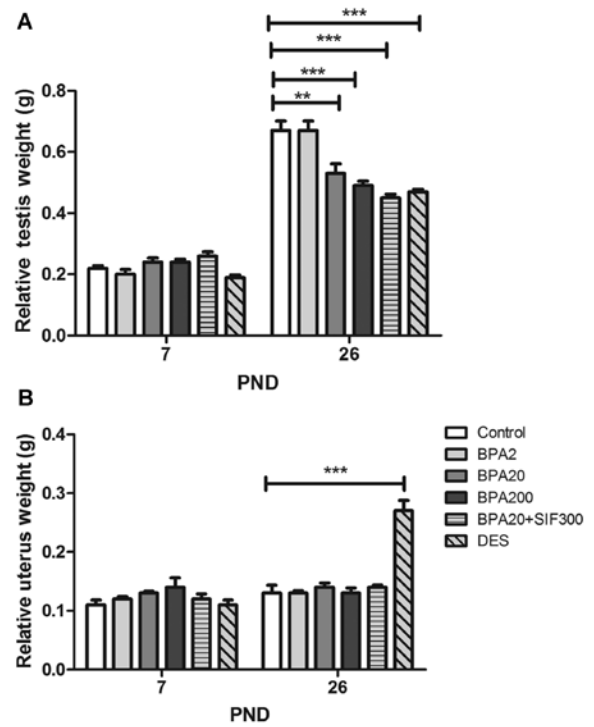 A
***
***
***
**
Relative testis weight (g)
0.8
0.6
0.4
0.2
0.0
7
26
PND
B
***
Relative uterus weight (g)
0.4
0.3
0.2
0.1
0.0
7
26
PND
Control
BPA2
BPA20
BPA200
BPA20+SIF300
DES